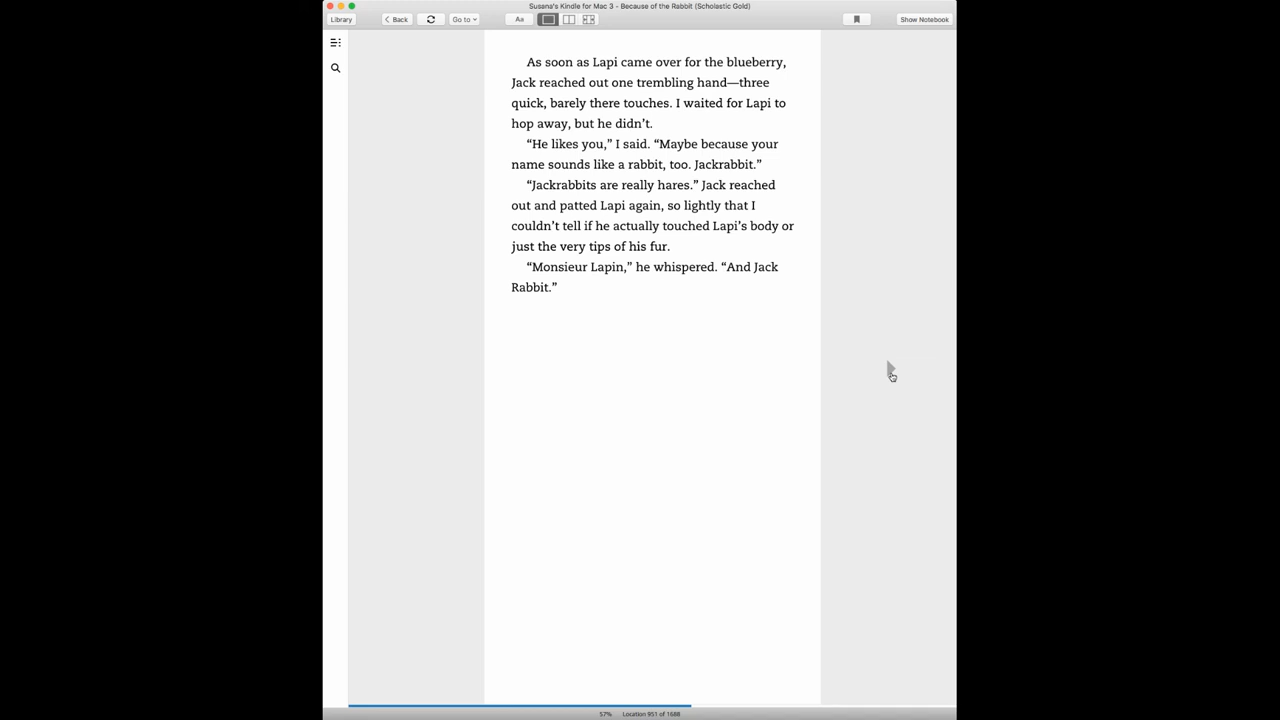 Susana's Kindle for Mac 3 - Because of the Rabbit (Scholastic Gold)
Library
Back
Go to
Aa
Show Notebook
As soon as Lapi came over for the blueberry,
Jack reached out one trembling hand—three
quick, barely there touches. I waited for Lapi to
hop away, but he didn’t.
“He likes you,” I said. “Maybe because your
name sounds like a rabbit, too. Jackrabbit.”
“Jackrabbits are really hares.” Jack reached
out and patted Lapi again, so lightly that I
couldn’t tell if he actually touched Lapi’s body or
just the very tips of his fur.
“Monsieur Lapin,” he whispered. “And Jack
Rabbit.”
57% Location 951 of 1688